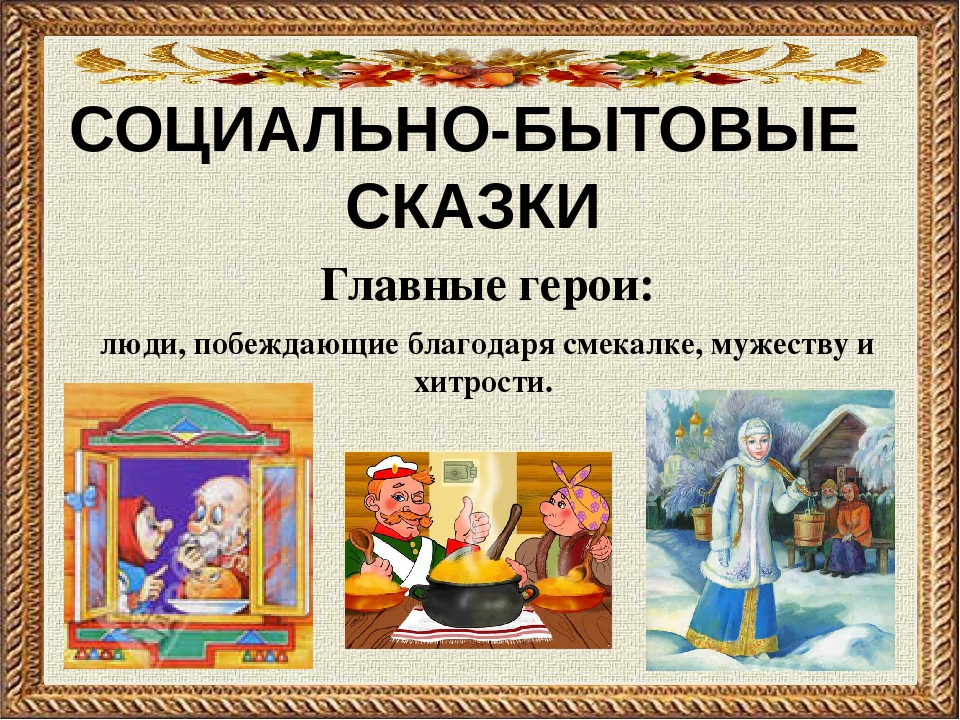 СОЦИАЛЬНО-БЫТОВЫЕ
СКАЗКИ
Главные герои:
люди, побеждающие благодаря смекалке, мужеству и
хитрости.